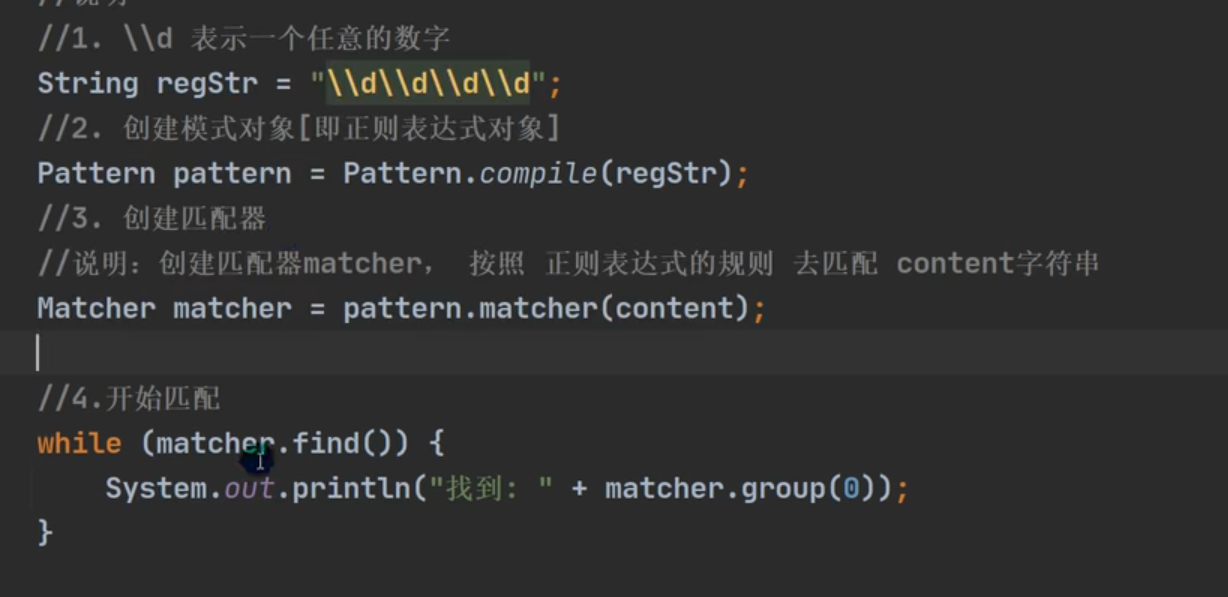 //说明
//1. \\d 表示一个任意的数字
String regStr = "\\d\\d\\d\\d";
//2. 创建模式对象[即正则表达式对象]
Pattern pattern = Pattern.compile(regStr);
//3. 创建匹配器
//说明：创建匹配器matcher， 按照 正则表达式的规则 去匹配 content字符串
Matcher matcher = pattern.matcher(content);
//4.开始匹配
while (matcher.find()) {
System.out.println("找到: " + matcher.group(0));
}